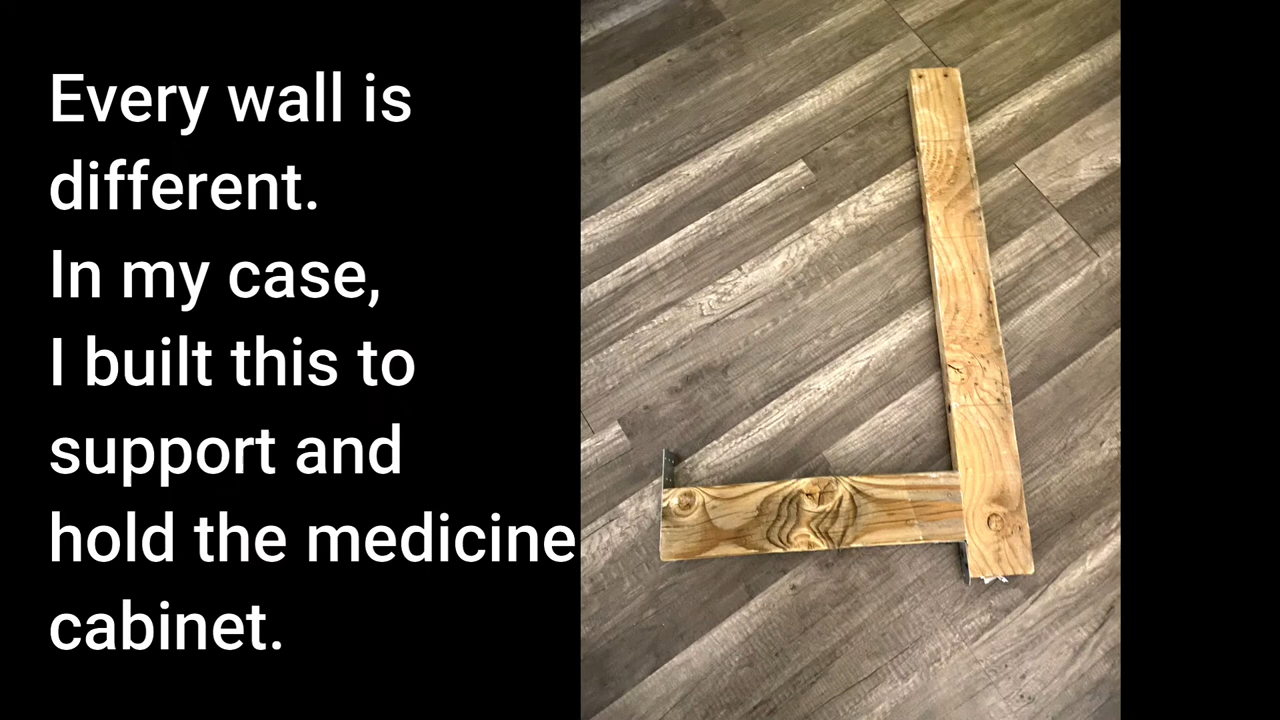 Every wall is
different.
In my case,
I built this to
support and
hold the medicine
cabinet.